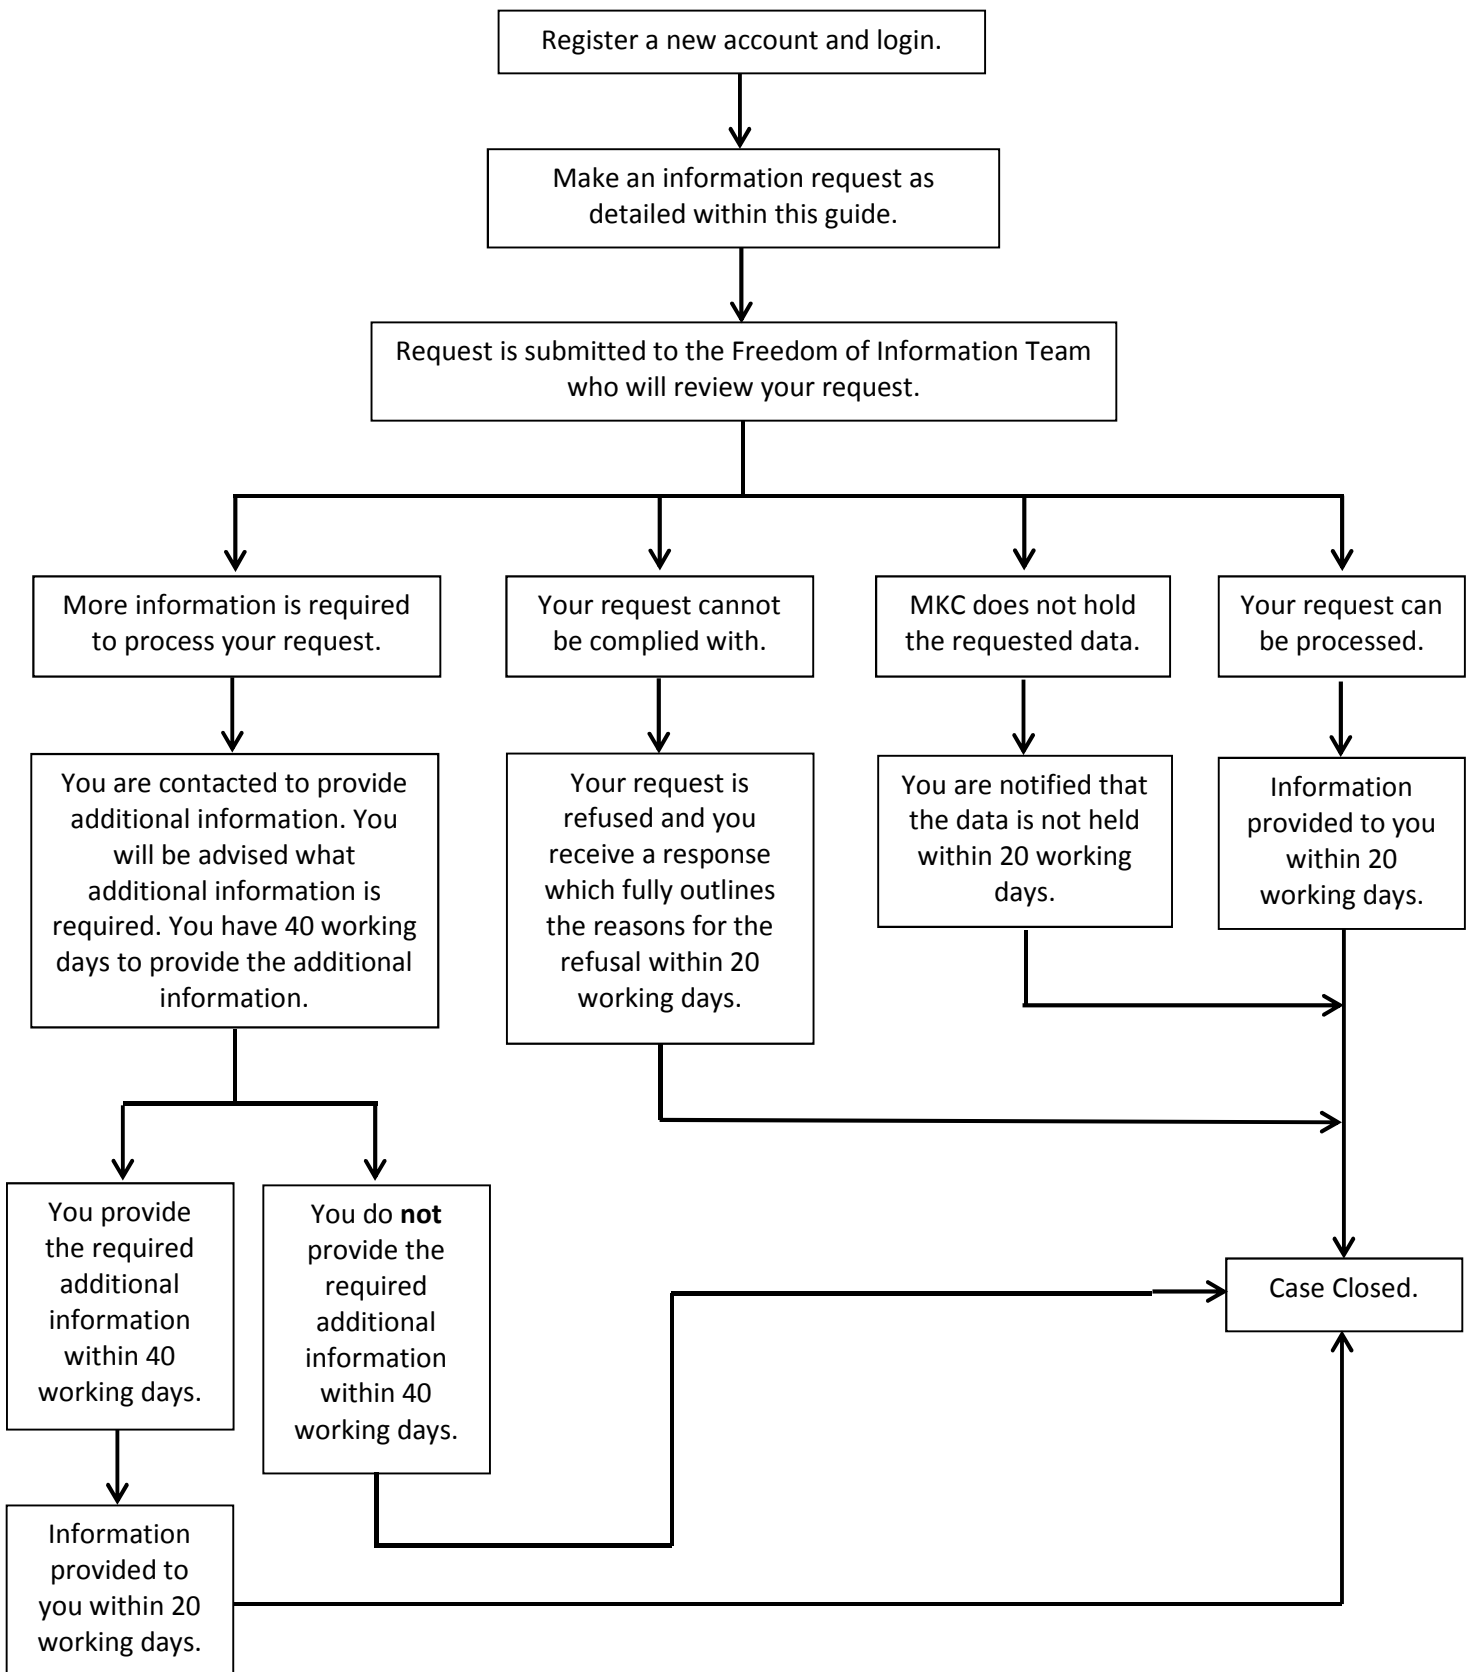 Register a new account and login.
Make an information request as
detailed within this guide.
Request is submitted to the Freedom of Information Team
who will review your request.
More information is required
to process your request.
Your request cannot
be complied with.
MKC does not hold
the requested data.
Your request can
be processed.
You are contacted to provide
additional information. You
will be advised what
additional information is
required. You have 40 working
days to provide the additional
information.
Your request is
refused and you
receive a response
which fully outlines
the reasons for the
refusal within 20
working days.
You are notified that
the data is not held
within 20 working
days.
Information
provided to you
within 20
working days.
You provide
the required
additional
information
within 40
working days.
You do not
provide the
required
additional
information
within 40
working days.
Case Closed.
Information
provided to
you within 20
working days.